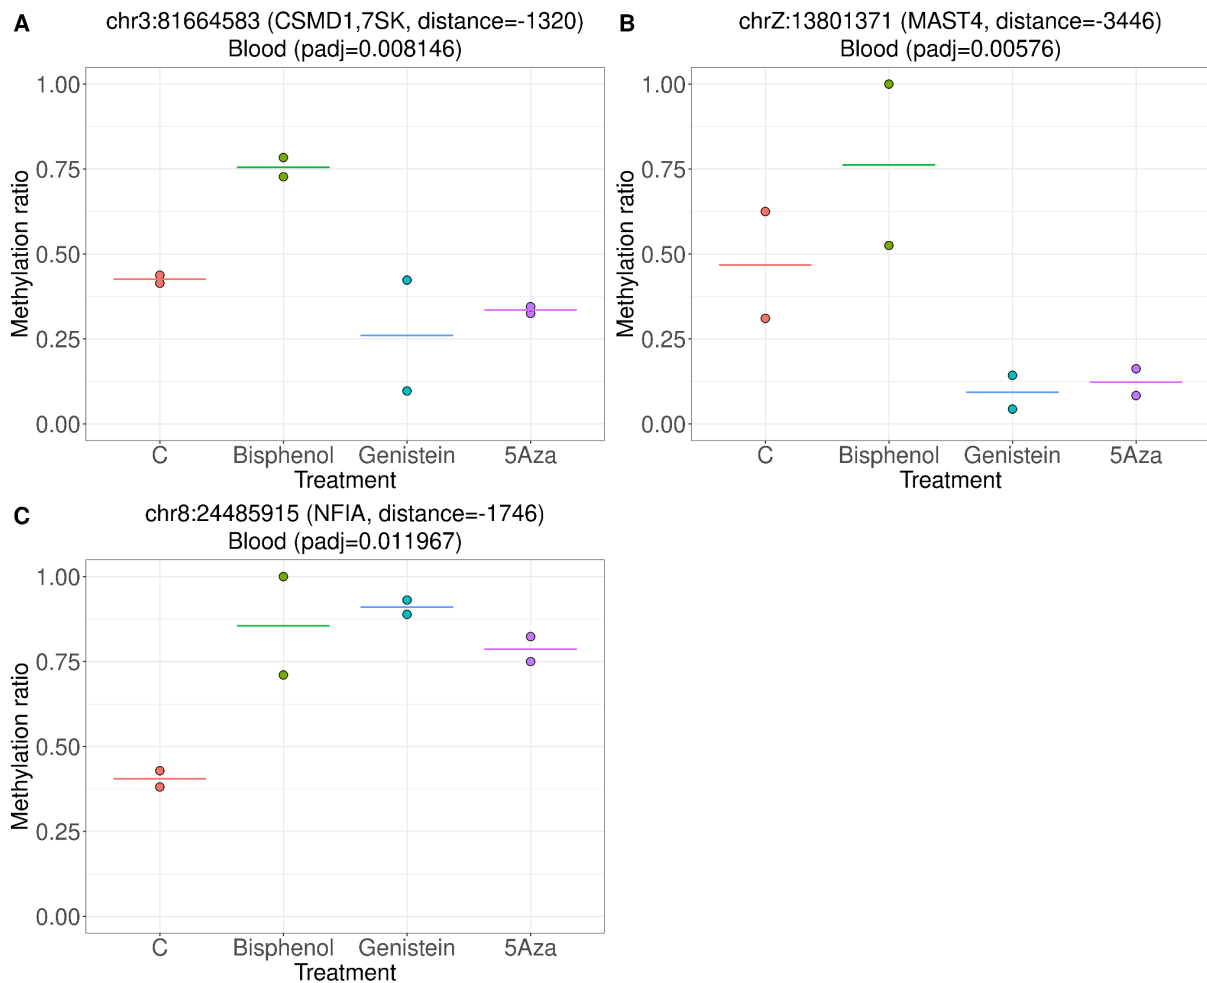 A
chr3:81664583 (CSMD1,7SK, distance=-1320)
Blood (padj=0.008146)
1.00
0.75
0.50
0.25
0.00
Methylation ratio
C
Bisphenol
Genistein
5Aza
Treatment
B
chrZ:13801371 (MAST4, distance=-3446)
Blood (padj=0.00576)
1.00
0.75
0.50
0.25
0.00
Methylation ratio
C
Bisphenol
Genistein
5Aza
Treatment
C
chr8:24485915 (NFIA, distance=-1746)
Blood (padj=0.011967)
1.00
0.75
0.50
0.25
0.00
Methylation ratio
C
Bisphenol
Genistein
5Aza
Treatment